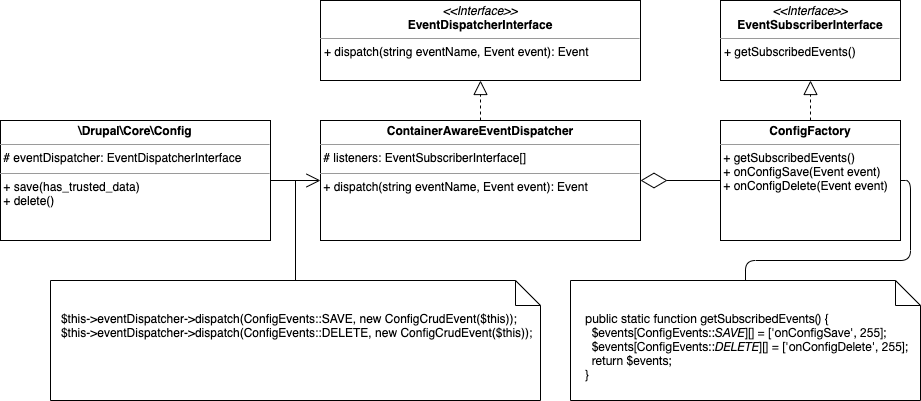 <<Interface>>
EventDispatcherInterface
+ dispatch(string eventName, Event event): Event
<<Interface>>
EventSubscriberInterface
+ getSubscribedEvents()
\Drupal\Core\Config
# eventDispatcher: EventDispatcherInterface
+ save(has_trusted_data)
+ delete()
ContainerAwareEventDispatcher
# listeners: EventSubscriberInterface[]
+ dispatch(string eventName, Event event): Event
ConfigFactory
+ getSubscribedEvents()
+ onConfigSave(Event event)
+ onConfigDelete(Event event)
$this->eventDispatcher->dispatch(ConfigEvents::SAVE, new ConfigCrudEvent($this));
$this->eventDispatcher->dispatch(ConfigEvents::DELETE, new ConfigCrudEvent($this));
public static function getSubscribedEvents() {
$events[ConfigEvents::SAVE][] = ['onConfigSave', 255];
$events[ConfigEvents::DELETE][] = ['onConfigDelete', 255];
return $events;
}